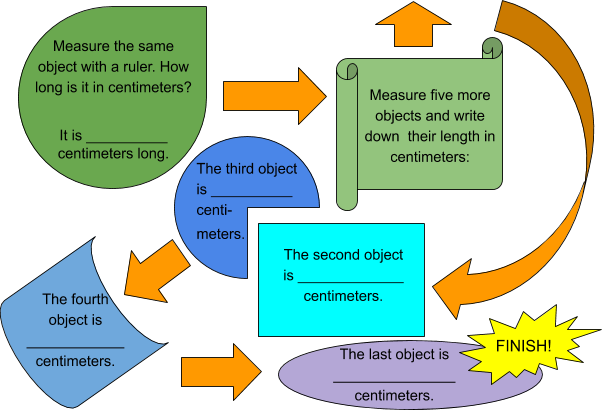 Measure the same
object with a ruler. How
long is it in centimeters?
It is __________
centimeters long.
Measure five more
objects and write
down  their length in
centimeters:
The second object
is _____________
centimeters.
The third object
is __________
centi-
meters.
The fourth
object is
____________
centimeters.
The last object is
_______________
centimeters.
FINISH!